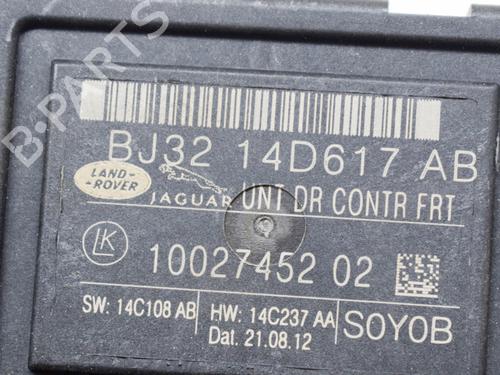 B-PARTS
BJ32 14D617 AB
LAND-
-ROVER
JAGUAR UNI DR CONTR FRT
LK 10027452 02
SW: 14C108 AB HW: 14C237 AA SOYOB
Dat. 21.08.12